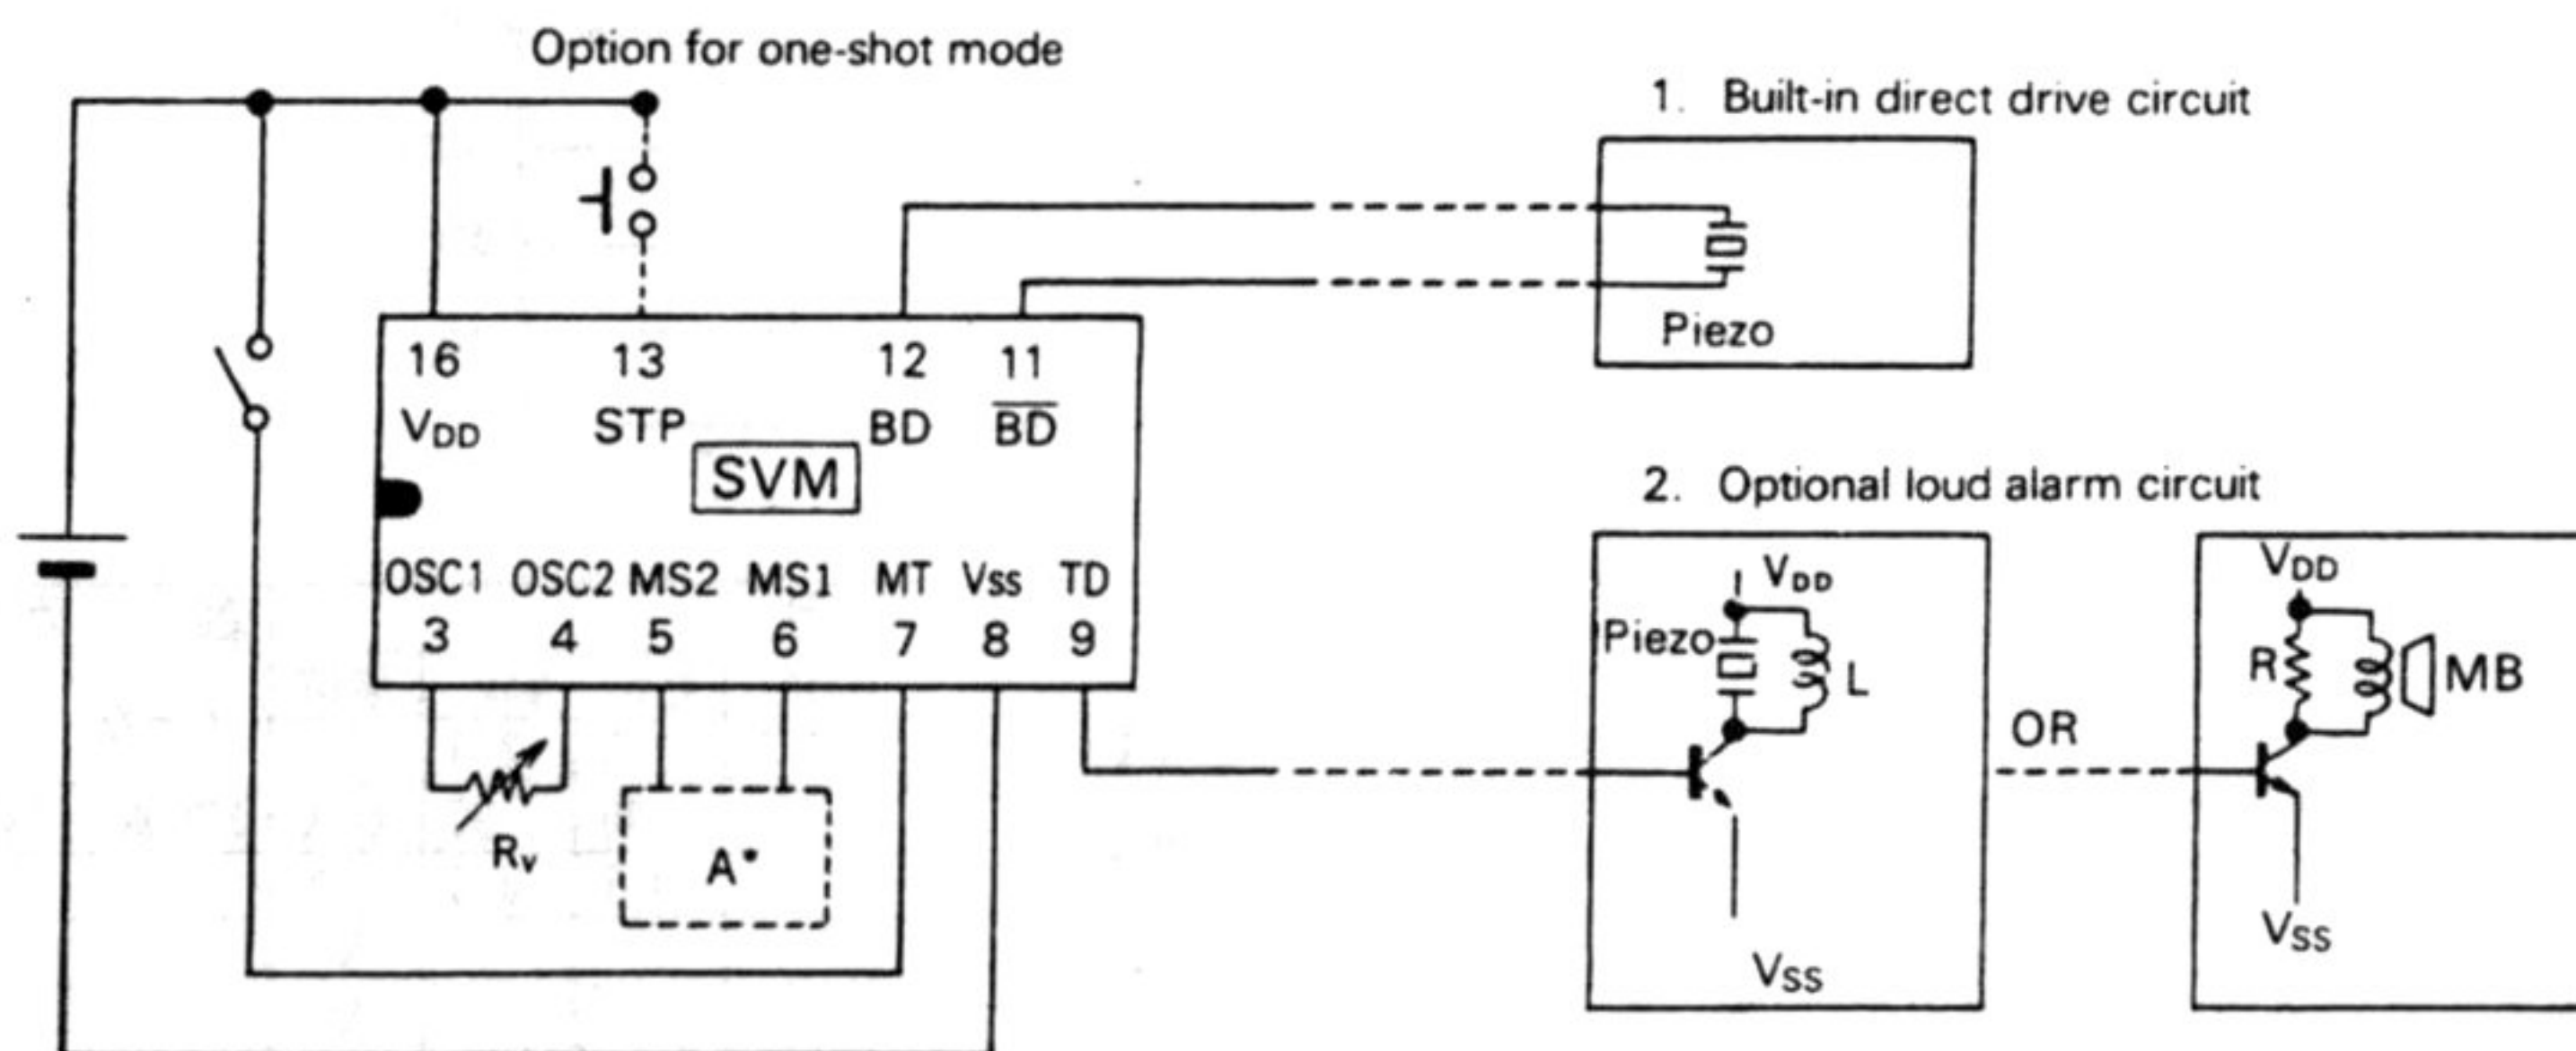 Option for one-shot mode
1. Built-in direct drive circuit
Piezo
16 13 12 11
VDD STP BD B̅D̅
SVM
OSC1 OSC2 MS2 MS1 MT Vss TD
3 4 5 6 7 8 9
Rv
A*
2. Optional loud alarm circuit
VDD
Piezo
L
VSS
OR
VDD
R
MB
VSS